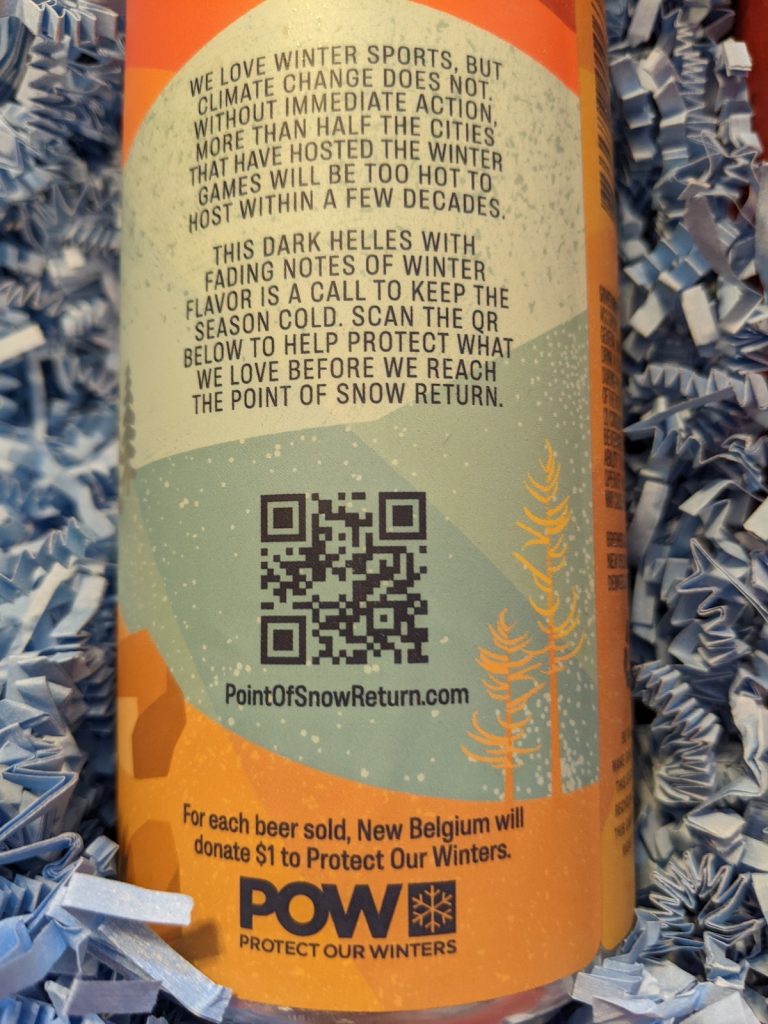 WE LOVE WINTER SPORTS, BUT
CLIMATE CHANGE DOES NOT.
WITHOUT IMMEDIATE ACTION,
MORE THAN HALF THE CITIES
THAT HAVE HOSTED THE WINTER
GAMES WILL BE TOO HOT TO
HOST WITHIN A FEW DECADES.
THIS DARK HELLES WITH
FADING NOTES OF WINTER
FLAVOR IS A CALL TO KEEP THE
SEASON COLD. SCAN THE QR
BELOW TO HELP PROTECT WHAT
WE LOVE BEFORE WE REACH
THE POINT OF SNOW RETURN.
PointOfSnowReturn.com
For each beer sold, New Belgium will
donate $1 to Protect Our Winters.
POW
PROTECT OUR WINTERS